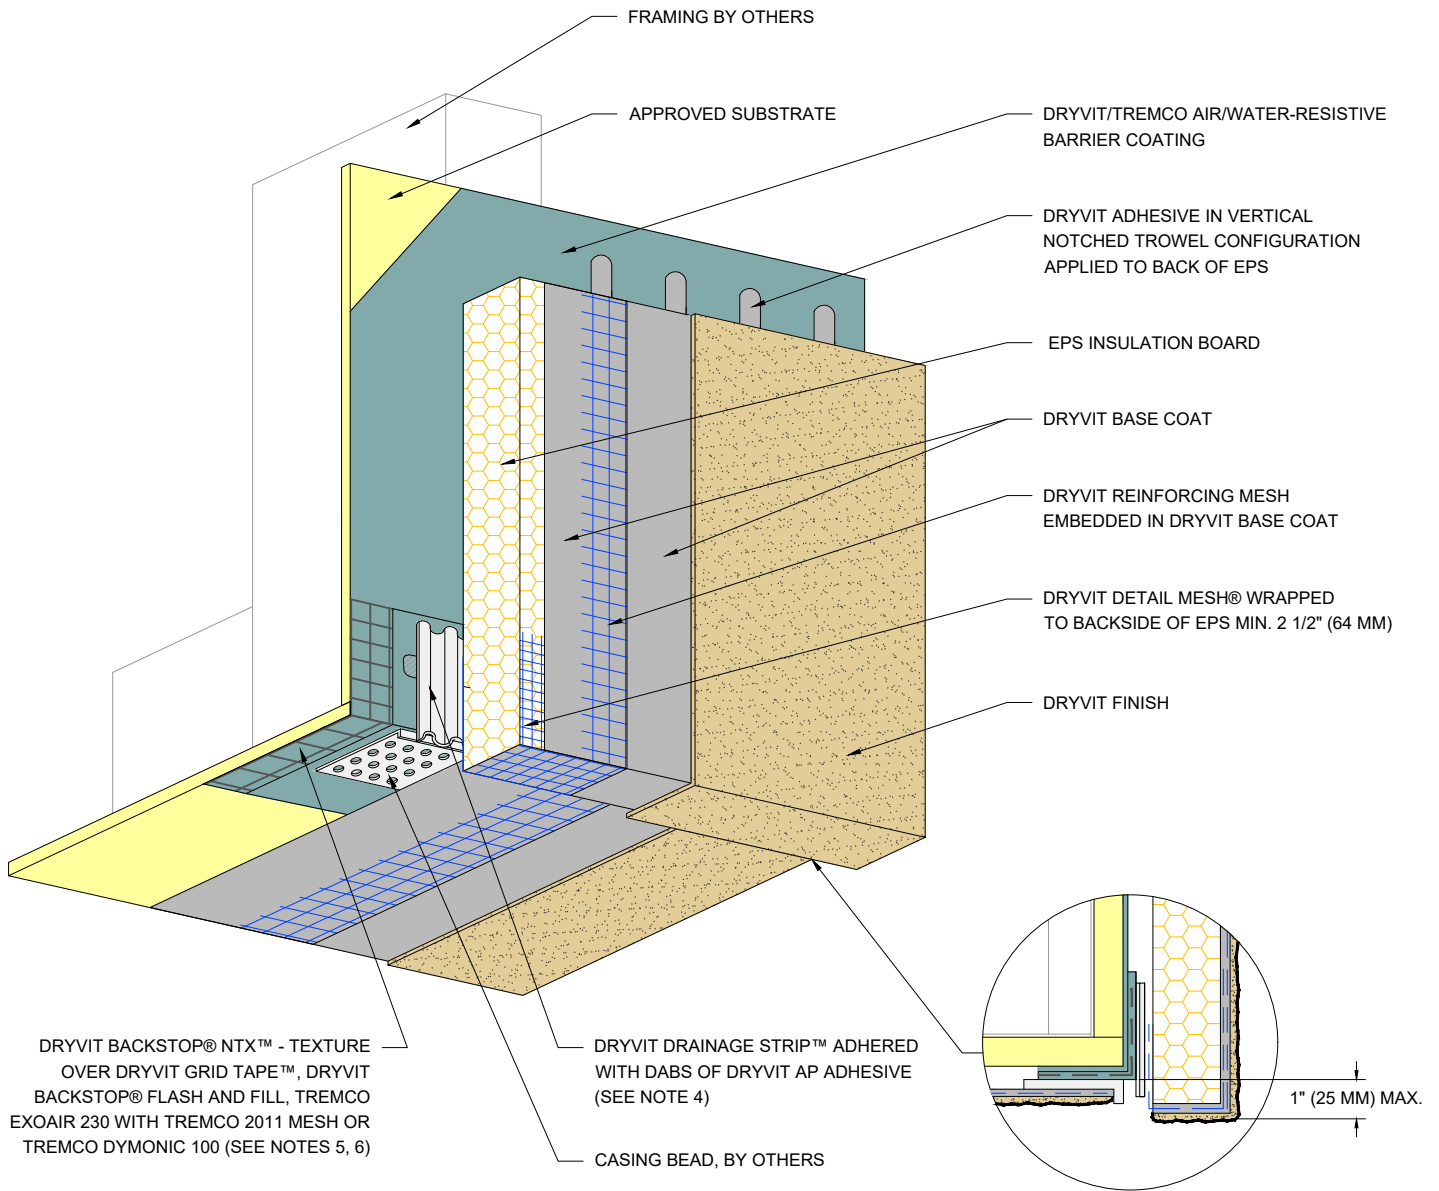 FRAMING BY OTHERS
APPROVED SUBSTRATE
DRYVIT/TREMCO AIR/WATER-RESISTIVE
BARRIER COATING
DRYVIT ADHESIVE IN VERTICAL
NOTCHED TROWEL CONFIGURATION
APPLIED TO BACK OF EPS
EPS INSULATION BOARD
DRYVIT BASE COAT
DRYVIT REINFORCING MESH
EMBEDDED IN DRYVIT BASE COAT
DRYVIT DETAIL MESH® WRAPPED
TO BACKSIDE OF EPS MIN. 2 1/2" (64 MM)
DRYVIT FINISH
DRYVIT BACKSTOP® NTX™ - TEXTURE
OVER DRYVIT GRID TAPE™, DRYVIT
BACKSTOP® FLASH AND FILL, TREMCO
EXOAIR 230 WITH TREMCO 2011 MESH OR
TREMCO DYMONIC 100 (SEE NOTES 5, 6)
DRYVIT DRAINAGE STRIP™ ADHERED
WITH DABS OF DRYVIT AP ADHESIVE
(SEE NOTE 4)
CASING BEAD, BY OTHERS
1" (25 MM) MAX.